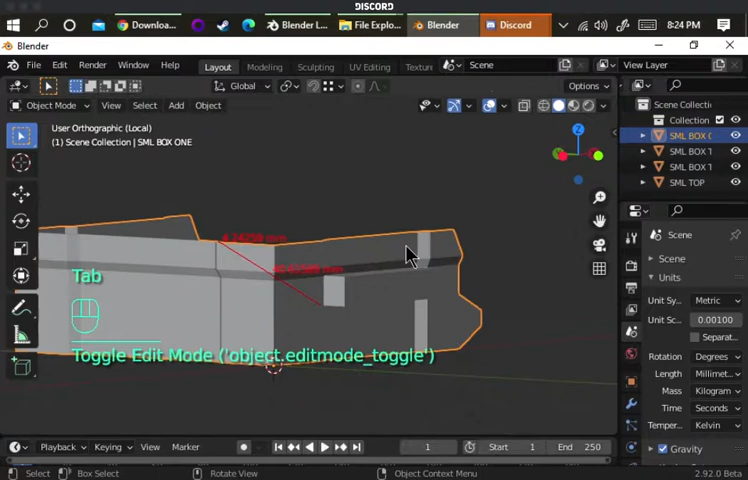 DISCORD
Downloa...
Blender L...
File Explo...
Blender
Discord
8:24 PM
Blender
File Edit Render Window Help Layout Modeling Sculpting UV Editing Textur Scene View Layer
Global Options
Object Mode View Select Add Object
User Orthographic (Local)
(1) Scene Collection | SML BOX ONE
Scene Collectio
Collection
SML BOX
SML BOX T
SML BOX T
SML TOP
Z
Tab
Toggle Edit Mode ('object.editmode_toggle')
Scene
Scene
Units
Unit Sy... Metric
Unit Sc... 0.00100
Separat...
Rotation Degrees
Length Millimet...
Mass Kilogram
Time Seconds
Temper... Kelvin
Gravity
Playback Keying View Marker 1 Start 1 End 250
Select Box Select Rotate View Object Context Menu 2.92.0 Beta